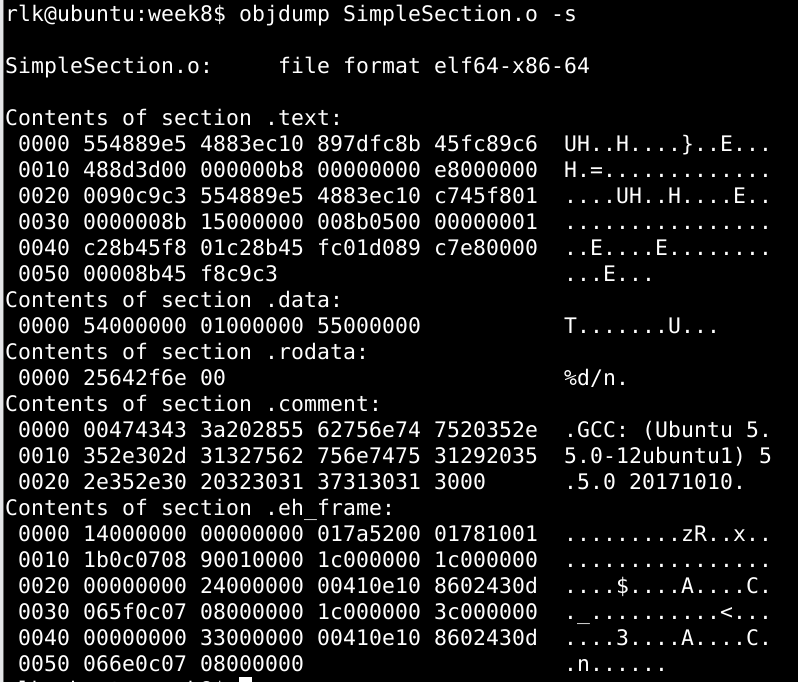 rlk@ubuntu:week8$ objdump SimpleSection.o -s

SimpleSection.o:     file format elf64-x86-64

Contents of section .text:
 0000 554889e5 4883ec10 897dfc8b 45fc89c6  UH..H....}..E...
 0010 488d3d00 000000b8 00000000 e8000000  H.=.............
 0020 0090c9c3 554889e5 4883ec10 c745f801  ....UH..H....E..
 0030 0000008b 15000000 008b0500 00000001  ................
 0040 c28b45f8 01c28b45 fc01d089 c7e80000  ..E....E........
 0050 00008b45 f8c9c3                      ...E...
Contents of section .data:
 0000 54000000 01000000 55000000           T.......U...
Contents of section .rodata:
 0000 25642f6e 00                          %d/n.
Contents of section .comment:
 0000 00474343 3a202855 62756e74 7520352e  .GCC: (Ubuntu 5.
 0010 352e302d 31327562 756e7475 31292035  5.0-12ubuntu1) 5
 0020 2e352e30 20323031 37313031 3000      .5.0 20171010.
Contents of section .eh_frame:
 0000 14000000 00000000 017a5200 01781001  .........zR..x..
 0010 1b0c0708 90010000 1c000000 1c000000  ................
 0020 00000000 24000000 00410e10 8602430d  ....$....A....C.
 0030 065f0c07 08000000 1c000000 3c000000  ._..........<...
 0040 00000000 33000000 00410e10 8602430d  ....3....A....C.
 0050 066e0c07 08000000                    .n......